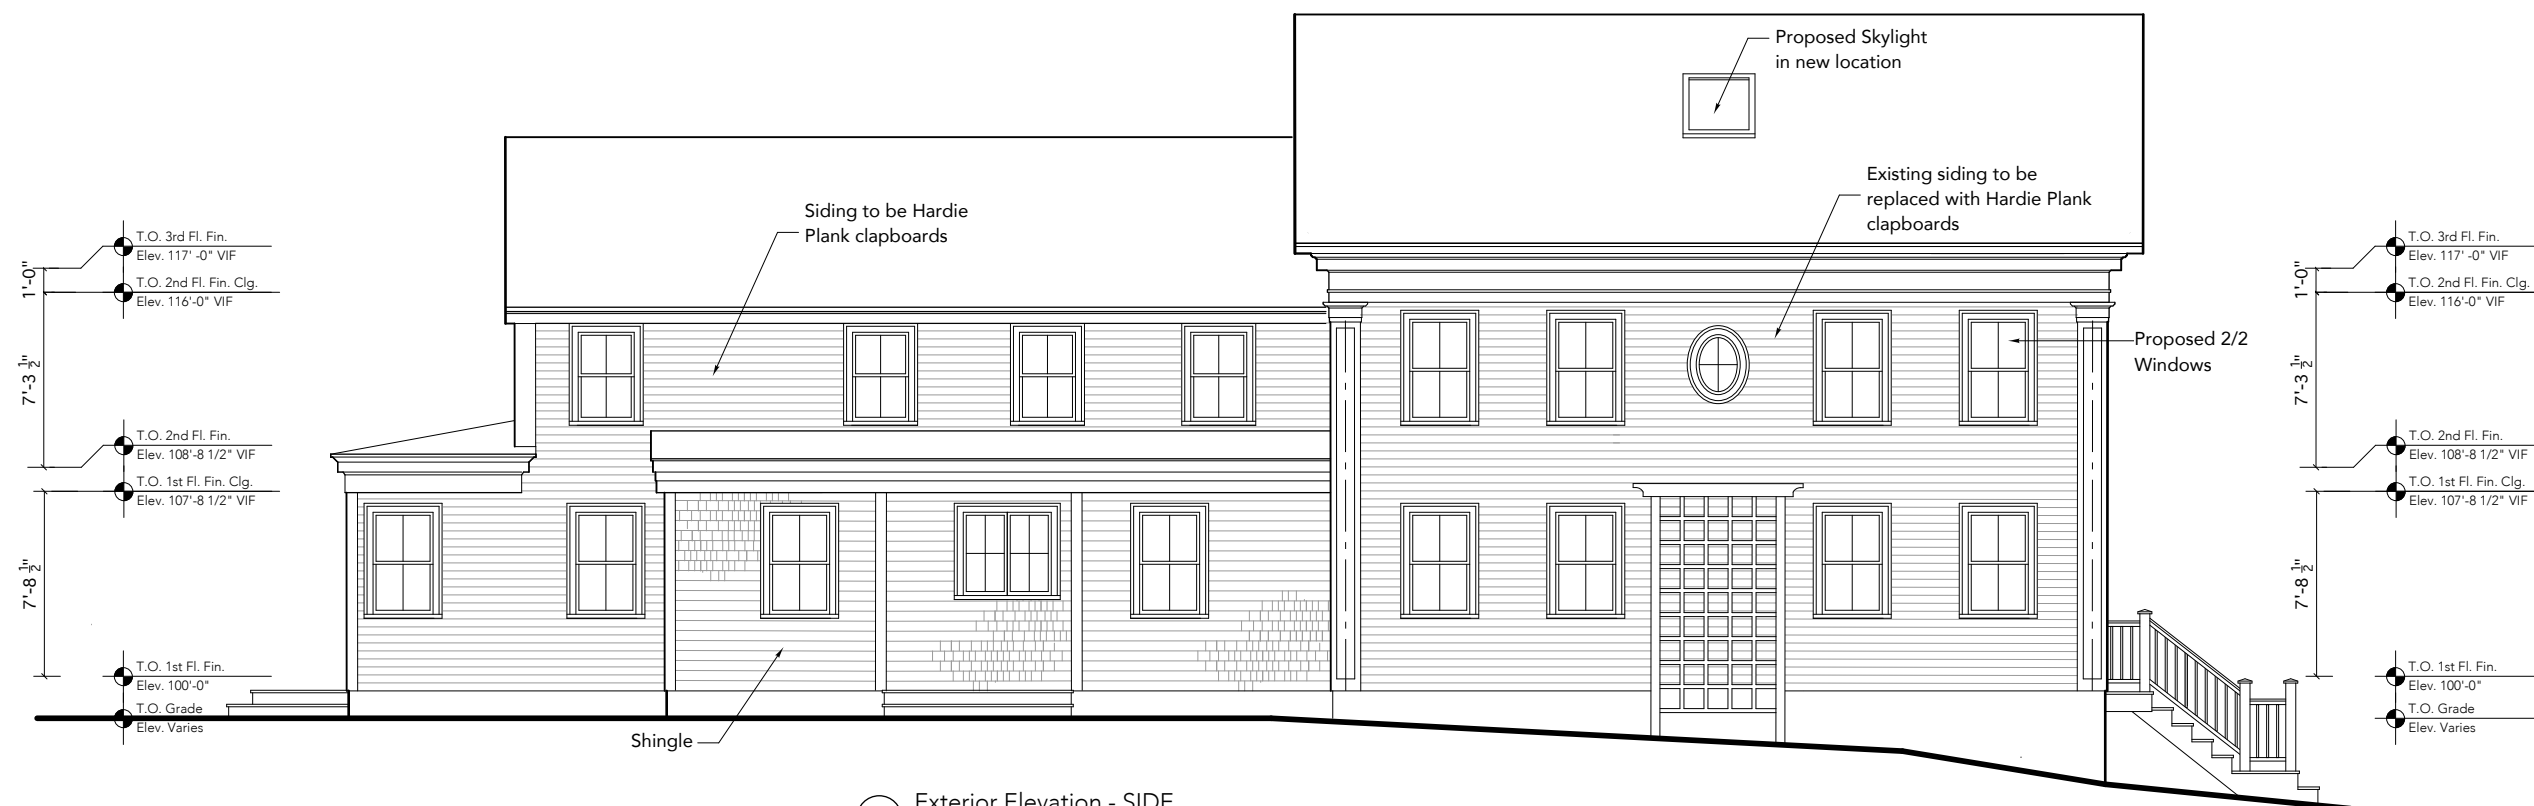 Proposed Skylight
in new location
Existing siding to be
replaced with Hardie Plank
clapboards
Siding to be Hardie
Plank clapboards
Proposed 2/2
Windows
Shingle
T.O. 3rd Fl. Fin.
Elev. 117' -0" VIF
T.O. 2nd Fl. Fin. Clg.
Elev. 116'-0" VIF
T.O. 2nd Fl. Fin.
Elev. 108'-8 1/2" VIF
T.O. 1st Fl. Fin. Clg.
Elev. 107'-8 1/2" VIF
T.O. 1st Fl. Fin.
Elev. 100'-0"
T.O. Grade
Elev. Varies
1'-0"
7'-3 1/2"
7'-8 1/2"
T.O. 3rd Fl. Fin.
Elev. 117' -0" VIF
T.O. 2nd Fl. Fin. Clg.
Elev. 116'-0" VIF
T.O. 2nd Fl. Fin.
Elev. 108'-8 1/2" VIF
T.O. 1st Fl. Fin. Clg.
Elev. 107'-8 1/2" VIF
T.O. 1st Fl. Fin.
Elev. 100'-0"
T.O. Grade
Elev. Varies
1'-0"
7'-3 1/2"
7'-8 1/2"
Exterior Elevation - SIDE